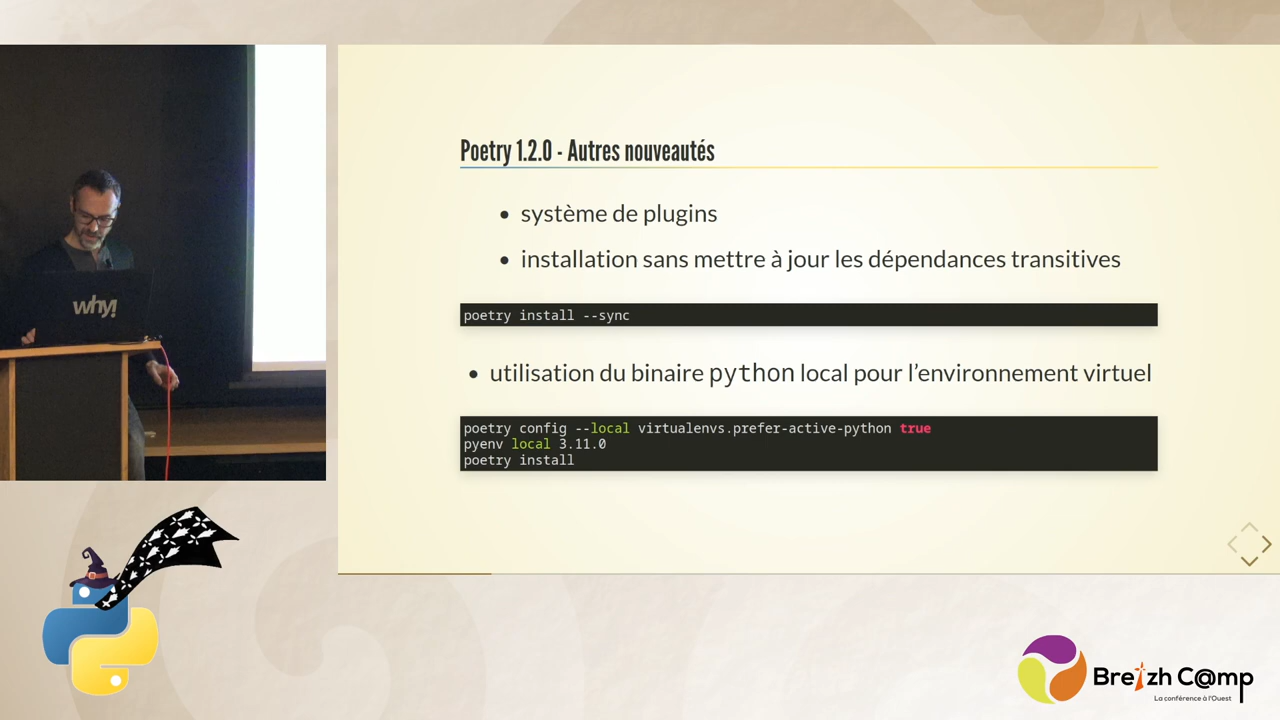 Poetry 1.2.0 - Autres nouveautés
système de plugins
installation sans mettre à jour les dépendances transitives
poetry install --sync
utilisation du binaire python local pour l'environnement virtuel
poetry config --local virtualenvs.prefer-active-python true
pyenv local 3.11.0
poetry install
why!
Breizh C@mp
La conférence à l'Ouest